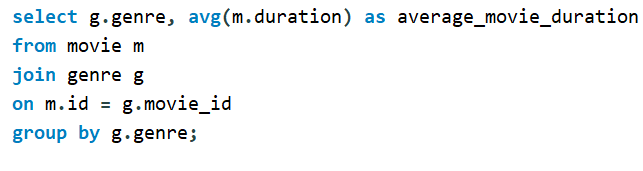 select g.genre, avg(m.duration) as average_movie_duration
from movie m
join genre g
on m.id = g.movie_id
group by g.genre;